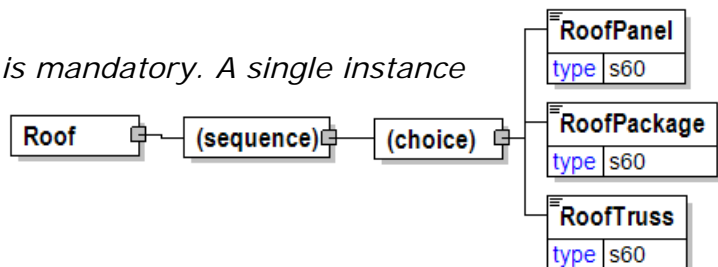 RoofPanel
type s60
is mandatory. A single instance
RoofPackage
type s60
Roof
(sequence)
(choice)
RoofTruss
type s60